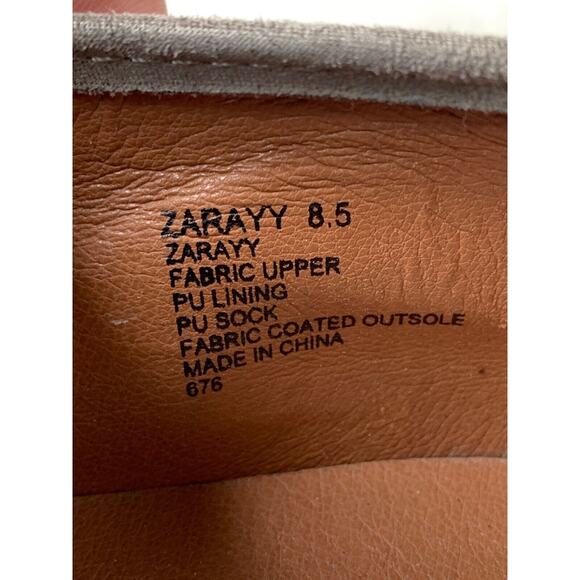 ZARAYY 8.5
ZARAYY
FABRIC UPPER
PU LINING
PU SOCK
FABRIC COATED OUTSOLE
MADE IN CHINA
676